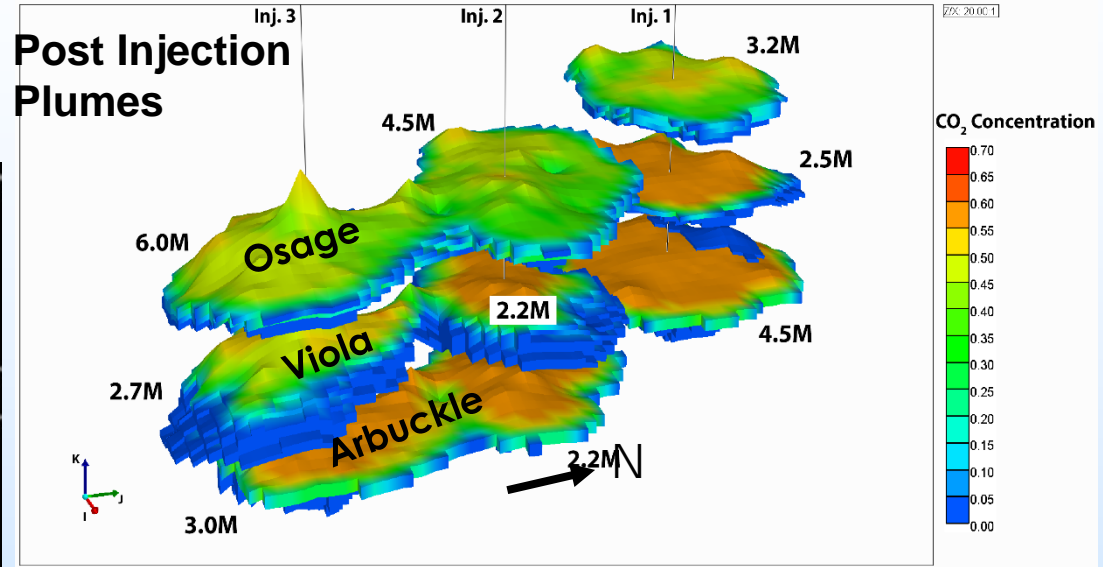 Post Injection
Plumes
Inj. 3
Inj. 2
Inj. 1
Z/X: 20.00:1
3.2M
4.5M
2.5M
6.0M
Osage
2.2M
4.5M
Viola
2.7M
Arbuckle
2.2M
N
3.0M
K
J
I
CO2 Concentration
0.70
0.65
0.60
0.55
0.50
0.45
0.40
0.35
0.30
0.25
0.20
0.15
0.10
0.05
0.00